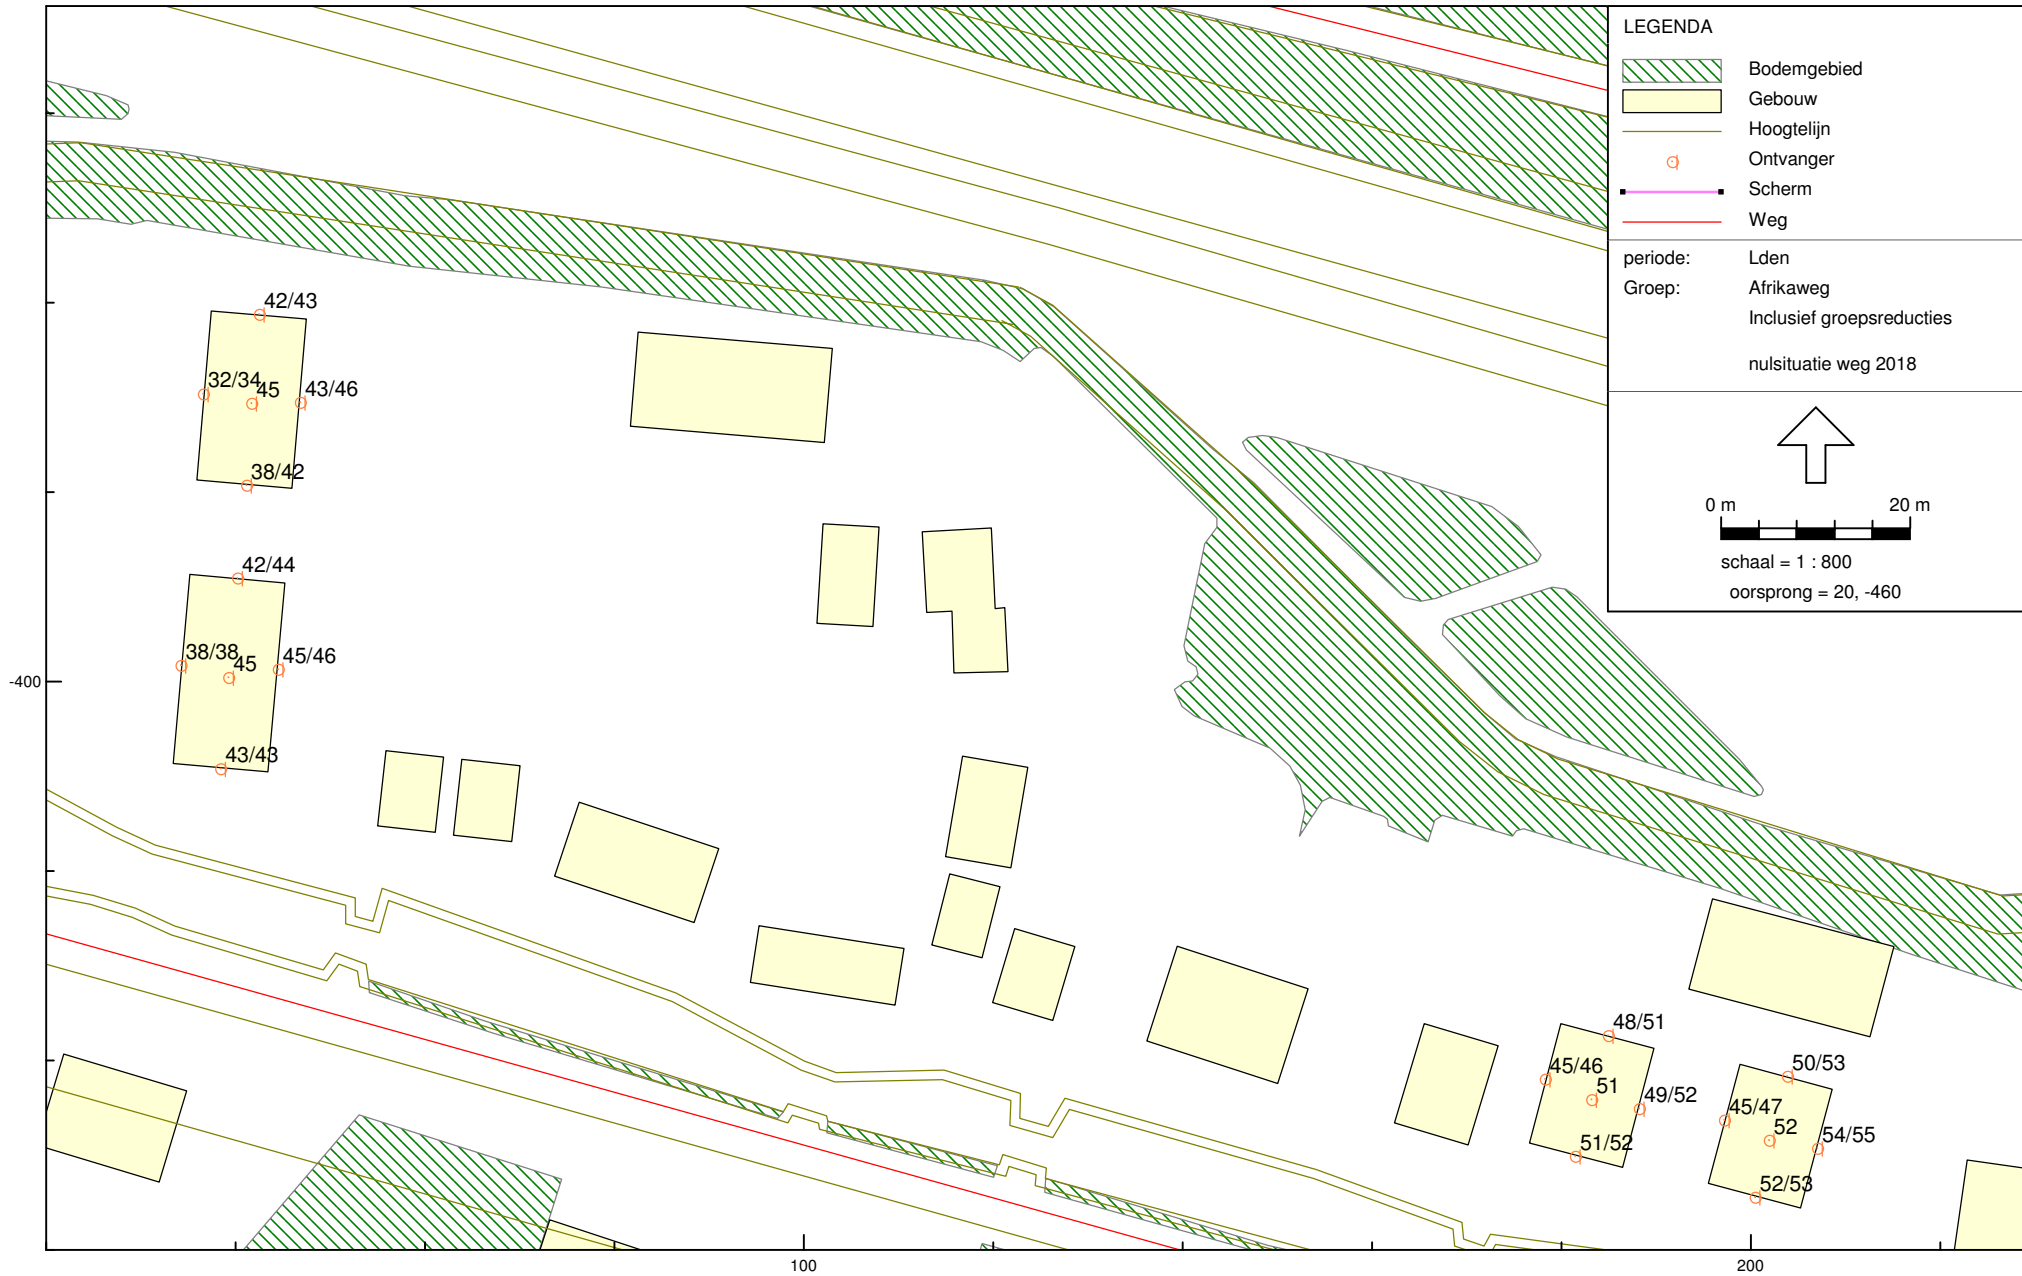 LEGENDA
Bodemgebied
Gebouw
Hoogtelijn
Ontvanger
Scherm
Weg
periode: Lden
Groep: Afrikaweg
Inclusief groepsreducties
nulsituatie weg 2018
0 m 20 m
schaal = 1 : 800
oorsprong = 20, -460
42/43
32/34
45
43/46
38/42
42/44
38/38
45
45/46
43/43
-400
48/51
45/46
51
49/52
51/52
50/53
45/47
52
54/55
52/53
100
200